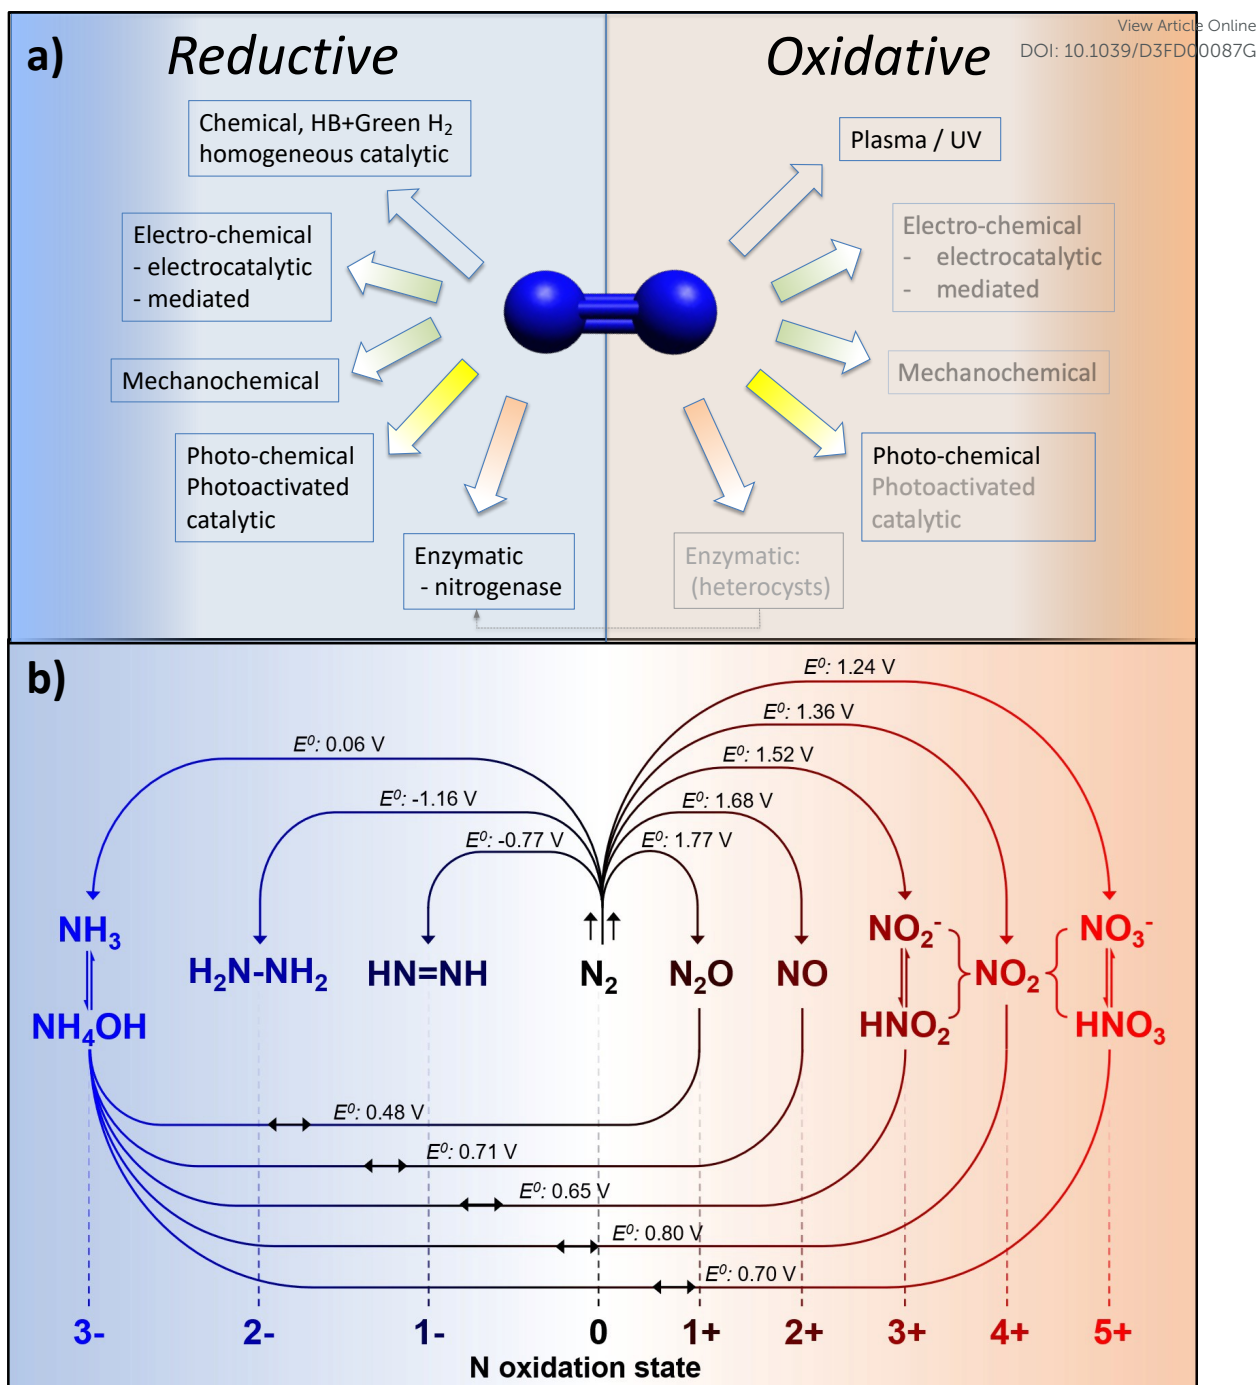 View Article Online
DOI: 10.1039/D3FD00087G
a)
Reductive
Oxidative
Chemical, HB+Green H₂
homogeneous catalytic
Electro-chemical
- electrocatalytic
- mediated
Mechanochemical
Photo-chemical
Photoactivated
catalytic
Enzymatic
- nitrogenase
Plasma / UV
Electro-chemical
- electrocatalytic
- mediated
Mechanochemical
Photo-chemical
Photoactivated
catalytic
Enzymatic:
(heterocysts)
b)
E⁰: 1.24 V
E⁰: 1.36 V
E⁰: 0.06 V
E⁰: 1.52 V
E⁰: -1.16 V
E⁰: 1.68 V
E⁰: -0.77 V
E⁰: 1.77 V
NH₃
NH₄OH
H₂N-NH₂
HN=NH
N₂
N₂O
NO
NO₂⁻
HNO₂
NO₂
NO₃⁻
HNO₃
E⁰: 0.48 V
E⁰: 0.71 V
E⁰: 0.65 V
E⁰: 0.80 V
E⁰: 0.70 V
3- 2- 1- 0 1+ 2+ 3+ 4+ 5+
N oxidation state